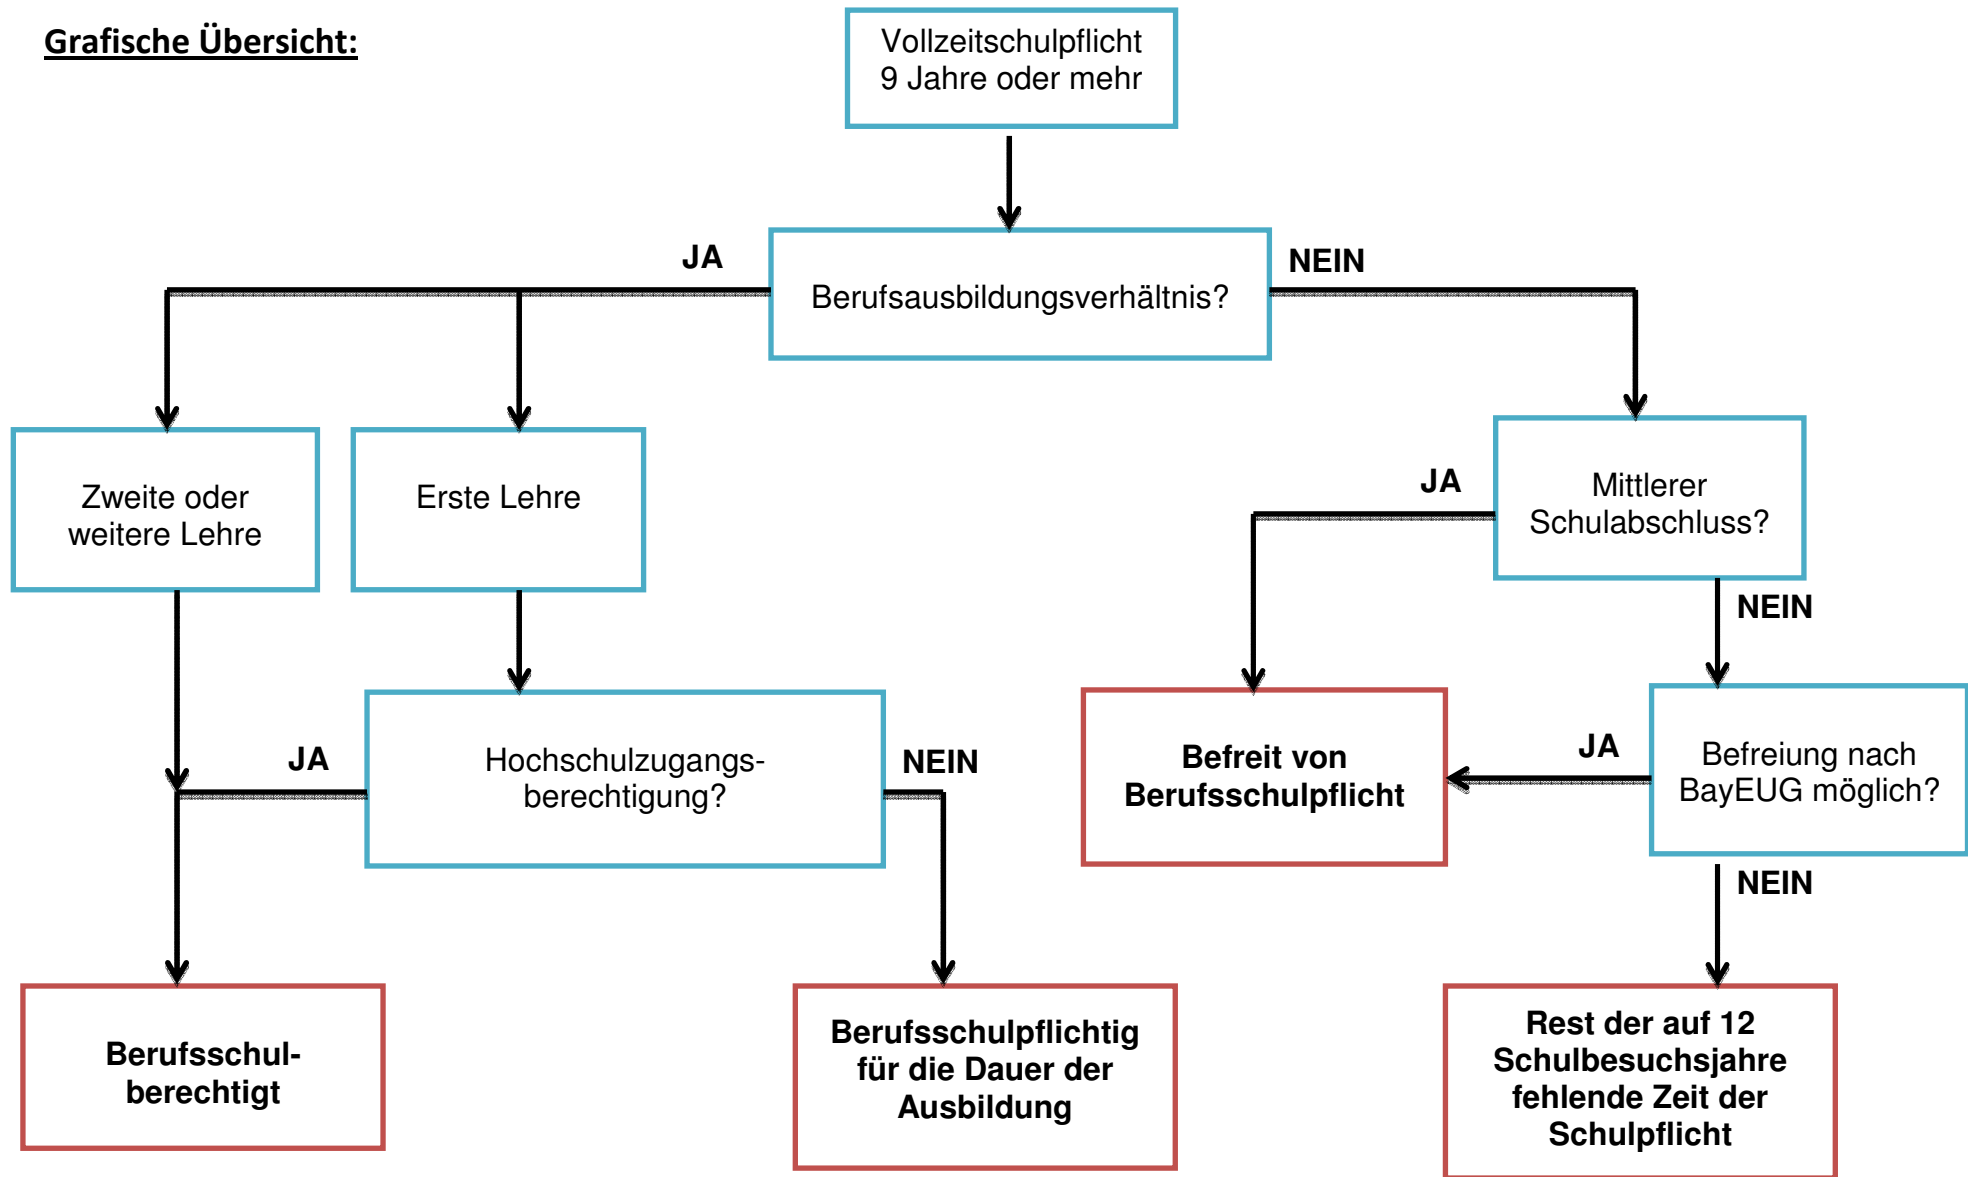 Grafische Übersicht:
Vollzeitschulpflicht
9 Jahre oder mehr
JA
NEIN
Berufsausbildungsverhältnis?
Zweite oder
weitere Lehre
Erste Lehre
JA
Mittlerer
Schulabschluss?
NEIN
JA
Hochschulzugangs-
berechtigung?
NEIN
Befreit von
Berufsschulpflicht
JA
Befreiung nach
BayEUG möglich?
NEIN
Berufsschul-
berechtigt
Berufsschulpflichtig
für die Dauer der
Ausbildung
Rest der auf 12
Schulbesuchsjahre
fehlende Zeit der
Schulpflicht